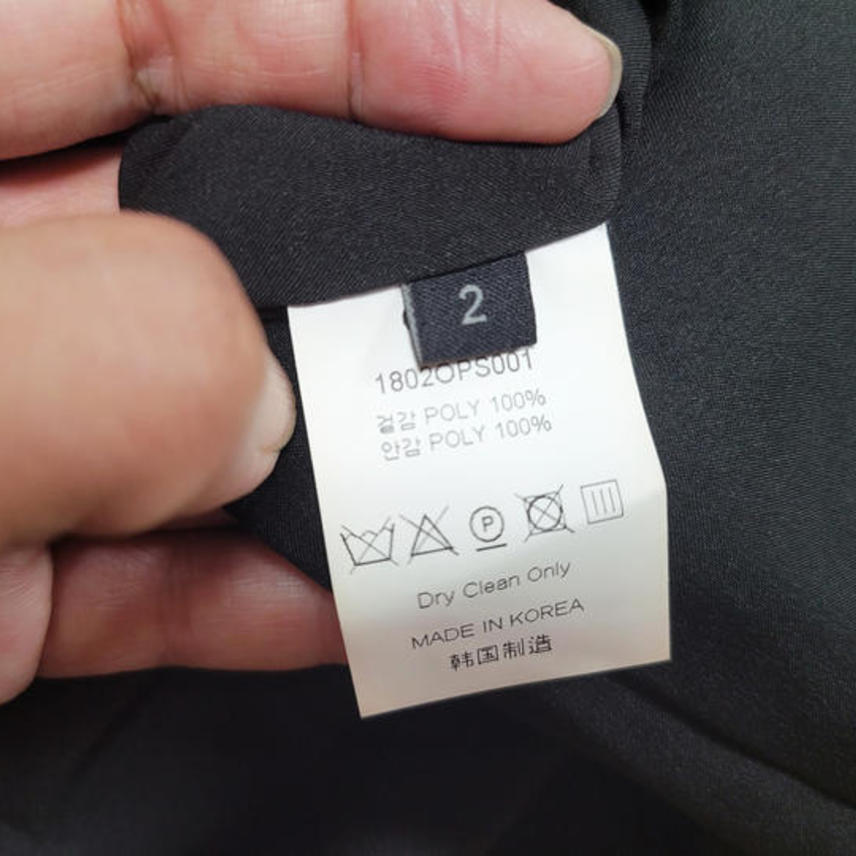 2
1802OPS001
겉감 POLY 100%
안감 POLY 100%
P
Dry Clean Only
MADE IN KOREA
韩国制造